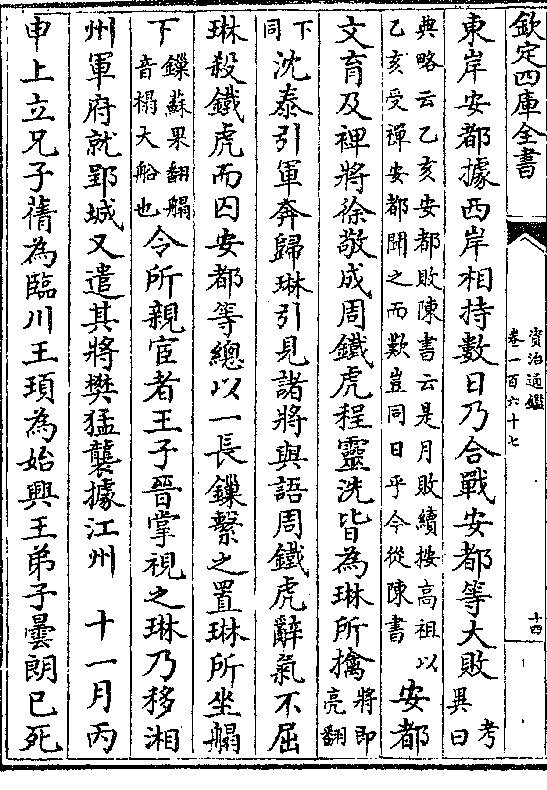 欽定四庫全書
資治通鑑
卷一百六十七
十四
東岸安都據西岸相持數日乃合戰安都等大敗考異曰
典略云乙亥安都敗陳書云是月敗績按高祖以
乙亥受禪安都聞之而歎豈同日乎今從陳書安都
文育及裨將徐敬成周鐵虎程靈洗皆為琳所擒將即亮翻
下同沈泰引軍奔歸琳引見諸將與語周鐵虎辭氣不屈
琳殺鐵虎而囚安都等總以一長鏁繫之置琳所坐𦪙
下鏁蘇果翻𦪙音榻大船也令所親宦者王子晉掌視之琳乃移湘
州軍府就郢城又遣其將樊猛襲據江州 十一月丙
申上立兄子蒨為臨川王頊為始興王弟子曇朗已死